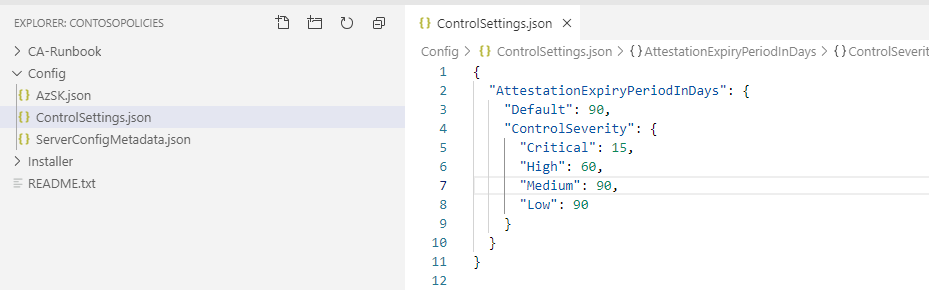 EXPLORER: CONTOSOPOLICIES
CA-Runbook
Config
{} AzSK.json
{} ControlSettings.json
{} ServerConfigMetadata.json
Installer
README.txt
{} ControlSettings.json ×
Config > {} ControlSettings.json > {} AttestationExpiryPeriodInDays > {} ControlSeverit
1 {
2 "AttestationExpiryPeriodInDays": {
3 "Default": 90,
4 "ControlSeverity": {
5 "Critical": 15,
6 "High": 60,
7 "Medium": 90,
8 "Low": 90
9 }
10 }
11 }
12